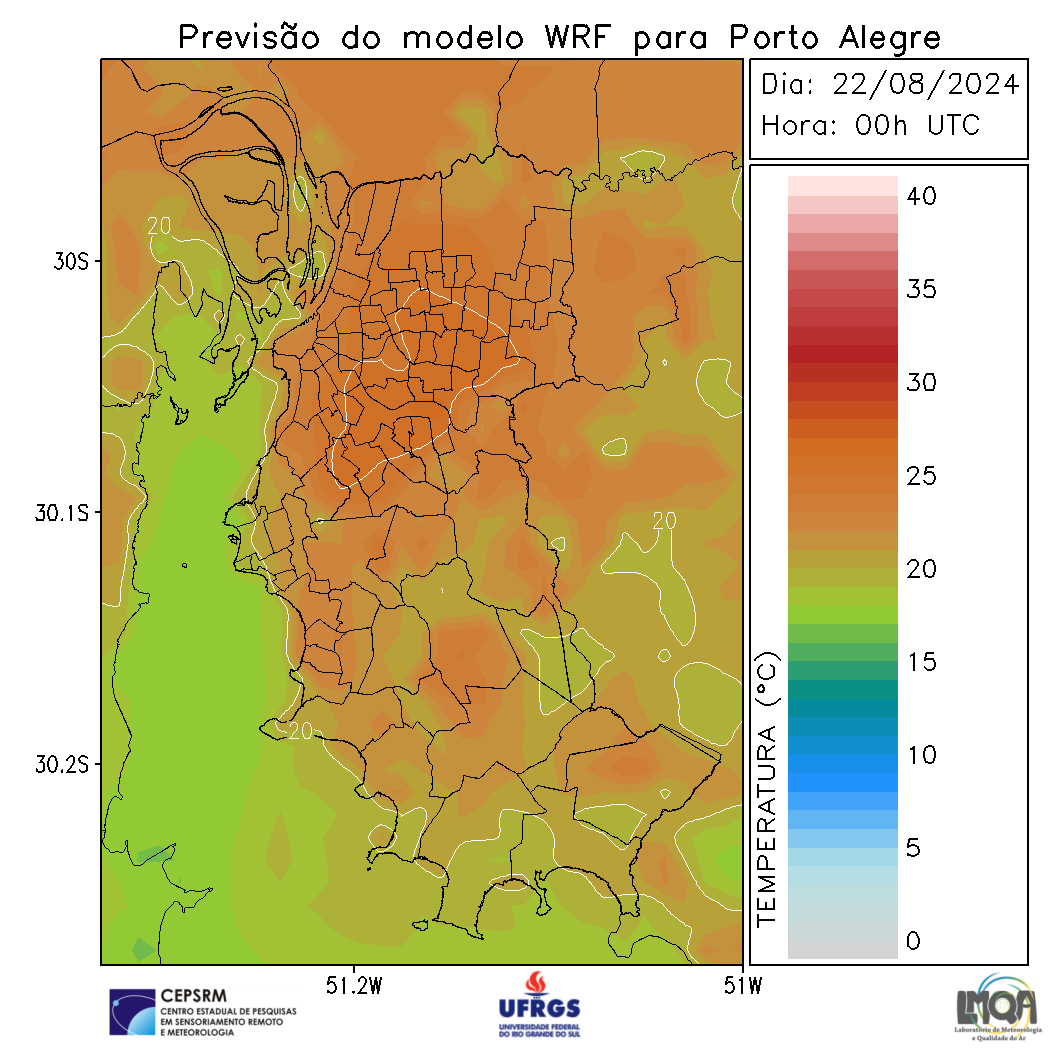 Previsão do modelo WRF para Porto Alegre
Dia: 22/08/2024
Hora: 00h UTC
40
35
30
25
20
15
10
5
0
TEMPERATURA (°C)
20
20
20
30S
30.1S
30.2S
51.2W
51W
CEPSRM
CENTRO ESTADUAL DE PESQUISAS
EM SENSORIAMENTO REMOTO
E METEOROLOGIA
UFRGS
UNIVERSIDADE FEDERAL
DO RIO GRANDE DO SUL
LMQA
Laboratório de Meteorologia
e Qualidade do Ar